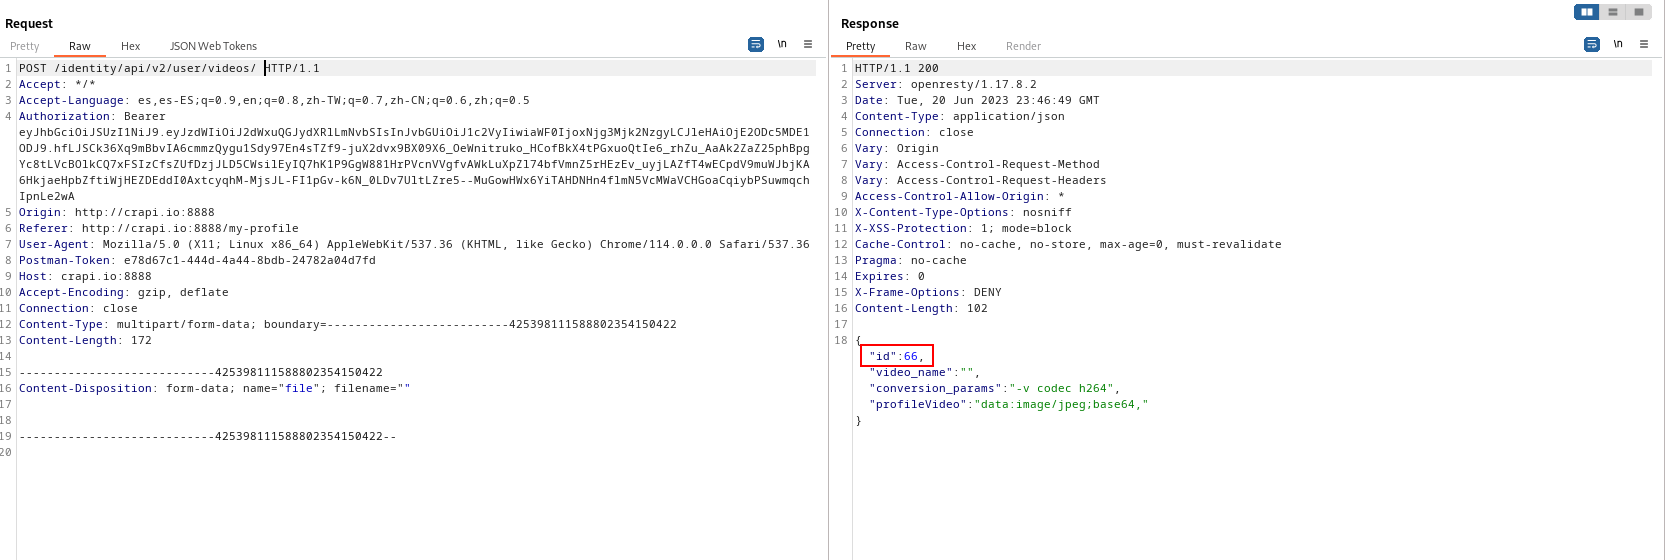 Request
Pretty Raw Hex JSON Web Tokens \n
1 POST /identity/api/v2/user/videos/ HTTP/1.1
2 Accept: */*
3 Accept-Language: es,es-ES;q=0.9,en;q=0.8,zh-TW;q=0.7,zh-CN;q=0.6,zh;q=0.5
4 Authorization: Bearer
eyJhbGciOiJSUzI1NiJ9.eyJzdWIiOiJ2dWxuQGJydXRlLmNvbSIsInJvbGUiOiJ1c2VyIiwiaWF0IjoxNjg3Mjk2NzgyLCJleHAiOjE2ODc5MDE1
ODJ9.hfLJSCk36Xq9mBbvIA6cmmzQygu1Sdy97En4sTZf9-juX2dvx9BX09X6_OeWnitruko_HCofBkX4tPGxuoQtIe6_rhZu_AaAk2ZaZ25phBpg
Yc8tLVcBOlkCQ7xFSIzCfsZUfDzjJLD5CWsilEyIQ7hK1P9GgW881HrPVcnVVgfvAWkLuXpZl74bfVmnZ5rHEzEv_uyjLAZfT4wECpdV9muWJbjKA
6HkjaeHpbZftiWjHEZDEddI0AxtcyqhM-MjsJL-FI1pGv-k6N_0LDv7UltLZre5--MuGowHWx6YiTAHDNHn4flmN5VcMWaVCHGoaCqiybPSuwmqch
IpnLe2wA
5 Origin: http://crapi.io:8888
6 Referer: http://crapi.io:8888/my-profile
7 User-Agent: Mozilla/5.0 (X11; Linux x86_64) AppleWebKit/537.36 (KHTML, like Gecko) Chrome/114.0.0.0 Safari/537.36
8 Postman-Token: e78d67c1-444d-4a44-8bdb-24782a04d7fd
9 Host: crapi.io:8888
10 Accept-Encoding: gzip, deflate
11 Connection: close
12 Content-Type: multipart/form-data; boundary=--------------------------425398111588802354150422
13 Content-Length: 172
14
15 ----------------------------425398111588802354150422
16 Content-Disposition: form-data; name="file"; filename=""
17
18
19 ----------------------------425398111588802354150422--
20
Response
Pretty Raw Hex Render \n
1 HTTP/1.1 200
2 Server: openresty/1.17.8.2
3 Date: Tue, 20 Jun 2023 23:46:49 GMT
4 Content-Type: application/json
5 Connection: close
6 Vary: Origin
7 Vary: Access-Control-Request-Method
8 Vary: Access-Control-Request-Headers
9 Access-Control-Allow-Origin: *
10 X-Content-Type-Options: nosniff
11 X-XSS-Protection: 1; mode=block
12 Cache-Control: no-cache, no-store, max-age=0, must-revalidate
13 Pragma: no-cache
14 Expires: 0
15 X-Frame-Options: DENY
16 Content-Length: 102
17
18 {
"id":66,
"video_name":"",
"conversion_params":"-v codec h264",
"profileVideo":"data:image/jpeg;base64,"
}